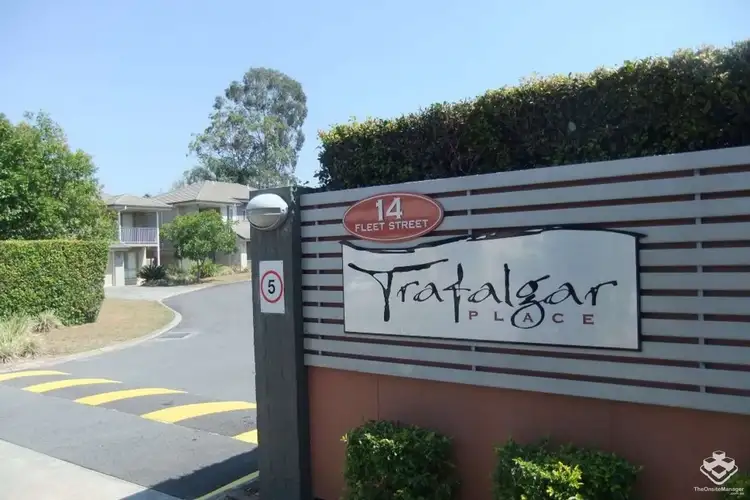 14
FLEET STREET
Trafalgar
PLACE
5
TheOnsiteManager